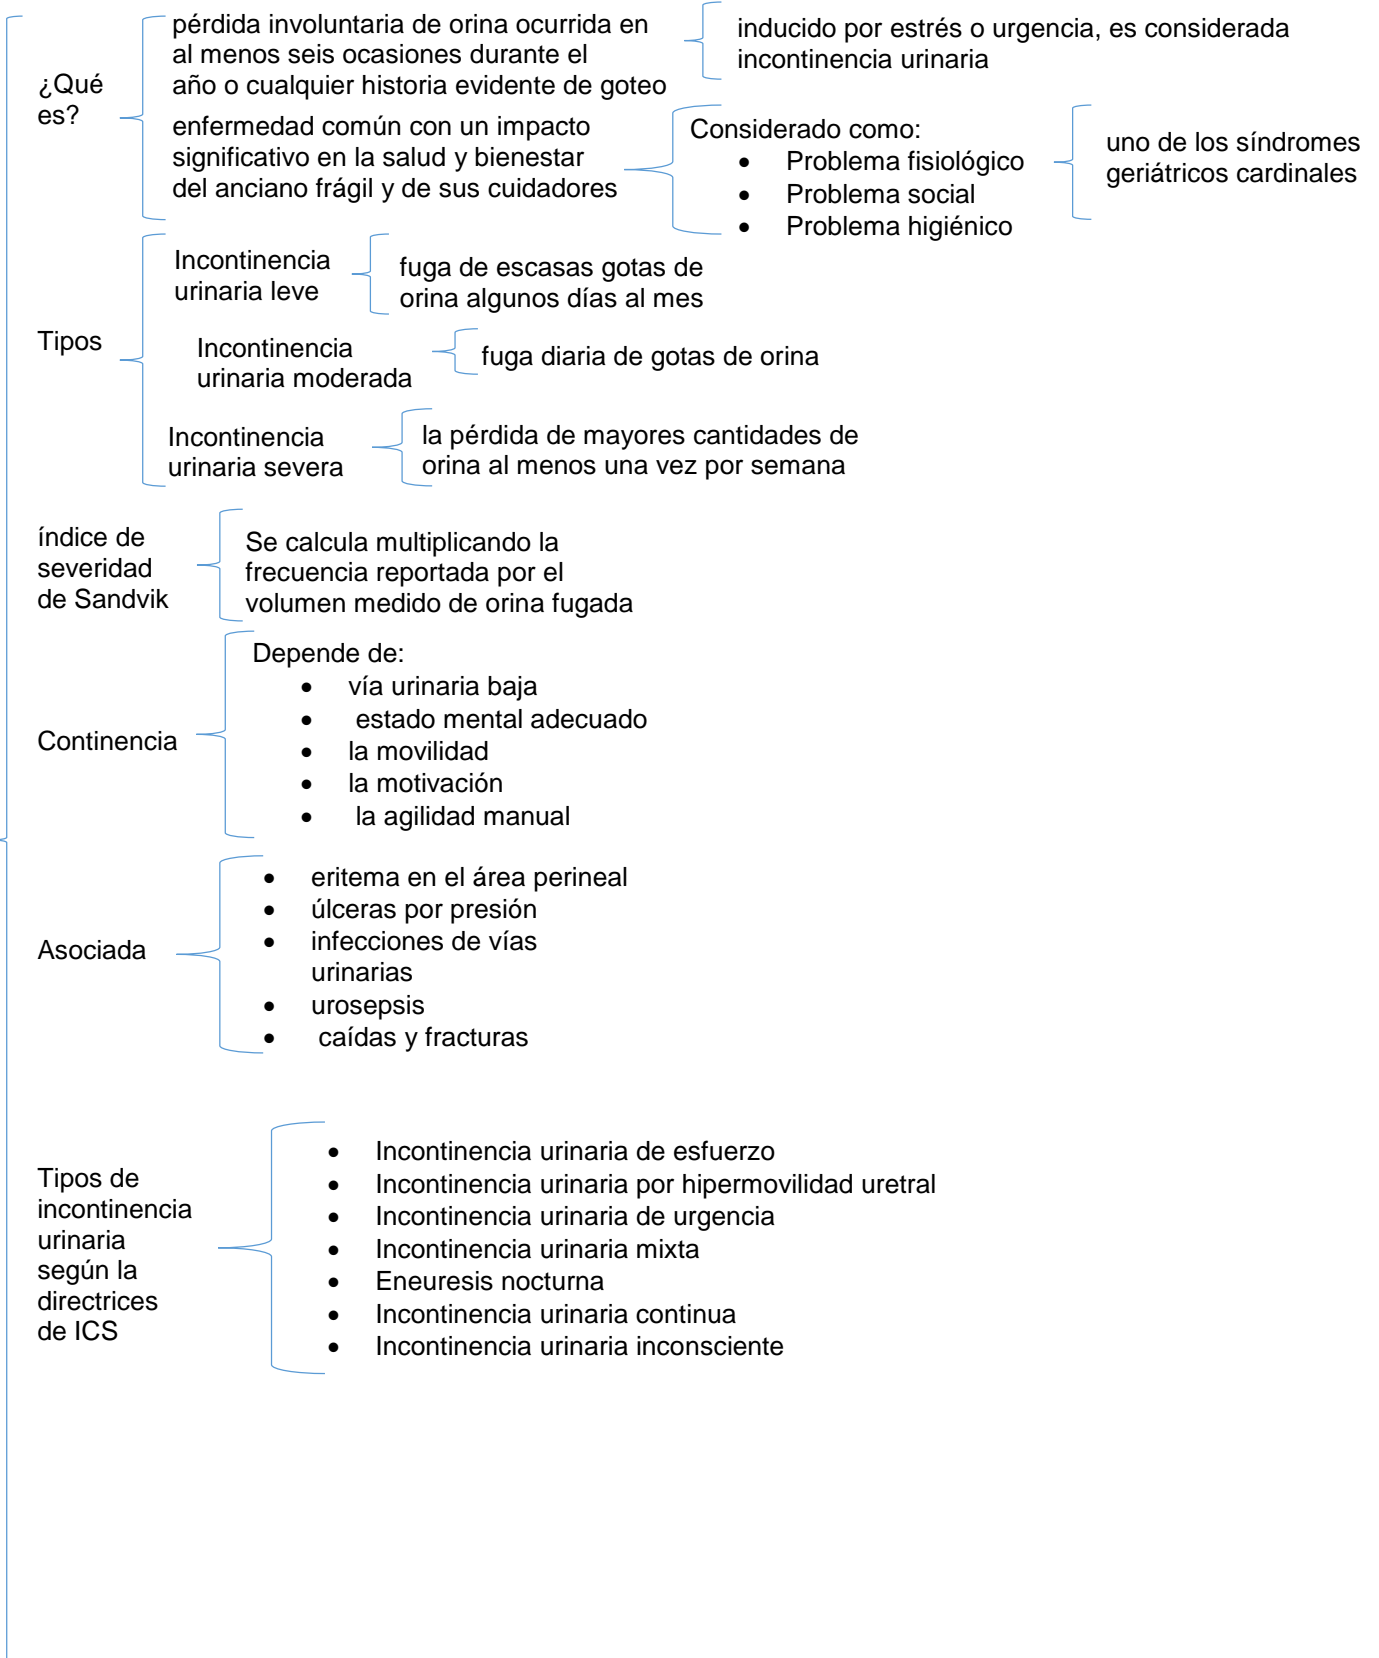 ¿Qué
es?
pérdida involuntaria de orina ocurrida en
al menos seis ocasiones durante el
año o cualquier historia evidente de goteo
inducido por estrés o urgencia, es considerada
incontinencia urinaria
enfermedad común con un impacto
significativo en la salud y bienestar
del anciano frágil y de sus cuidadores
Considerado como:
• Problema fisiológico
• Problema social
• Problema higiénico
uno de los síndromes
geriátricos cardinales
Tipos
Incontinencia
urinaria leve
fuga de escasas gotas de
orina algunos días al mes
Incontinencia
urinaria moderada
fuga diaria de gotas de orina
Incontinencia
urinaria severa
la pérdida de mayores cantidades de
orina al menos una vez por semana
índice de
severidad
de Sandvik
Se calcula multiplicando la
frecuencia reportada por el
volumen medido de orina fugada
Continencia
Depende de:
• vía urinaria baja
• estado mental adecuado
• la movilidad
• la motivación
• la agilidad manual
Asociada
• eritema en el área perineal
• úlceras por presión
• infecciones de vías
urinarias
• urosepsis
• caídas y fracturas
Tipos de
incontinencia
urinaria
según la
directrices
de ICS
• Incontinencia urinaria de esfuerzo
• Incontinencia urinaria por hipermovilidad uretral
• Incontinencia urinaria de urgencia
• Incontinencia urinaria mixta
• Eneuresis nocturna
• Incontinencia urinaria continua
• Incontinencia urinaria inconsciente